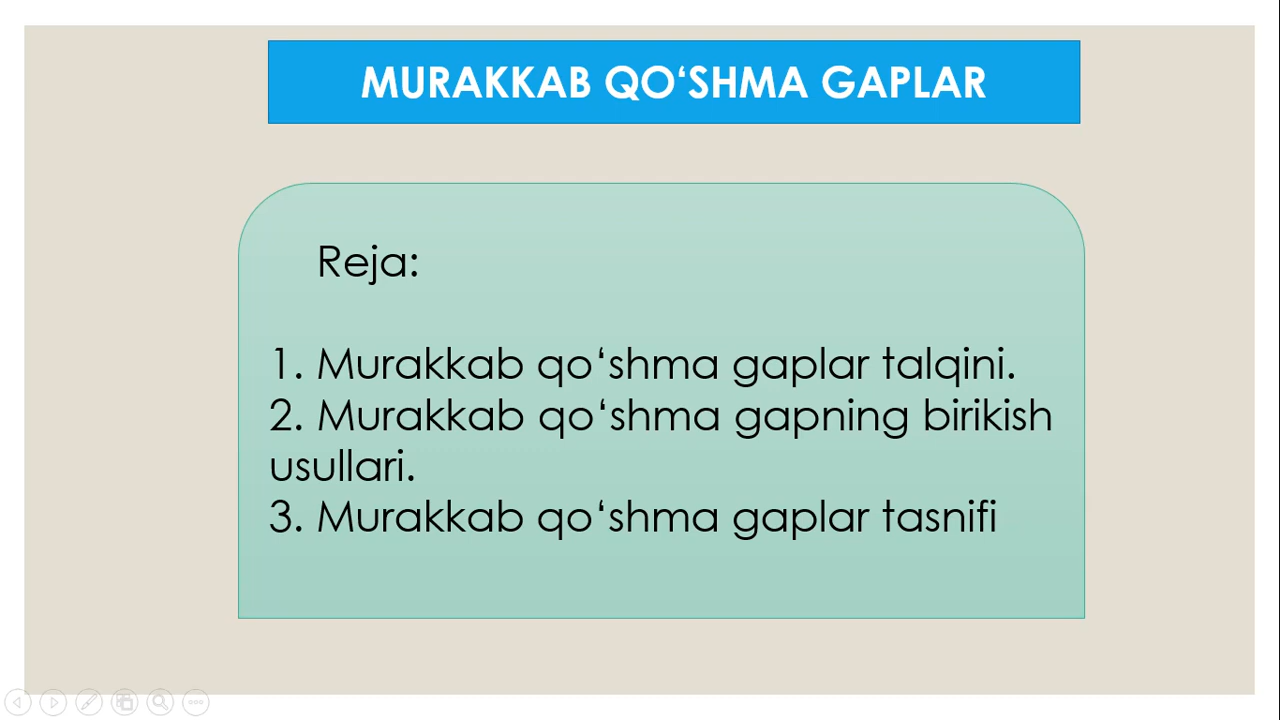 MURAKKAB QO‘SHMA GAPLAR
Reja:
1. Murakkab qo‘shma gaplar talqini.
2. Murakkab qo‘shma gapning birikish
usullari.
3. Murakkab qo‘shma gaplar tasnifi